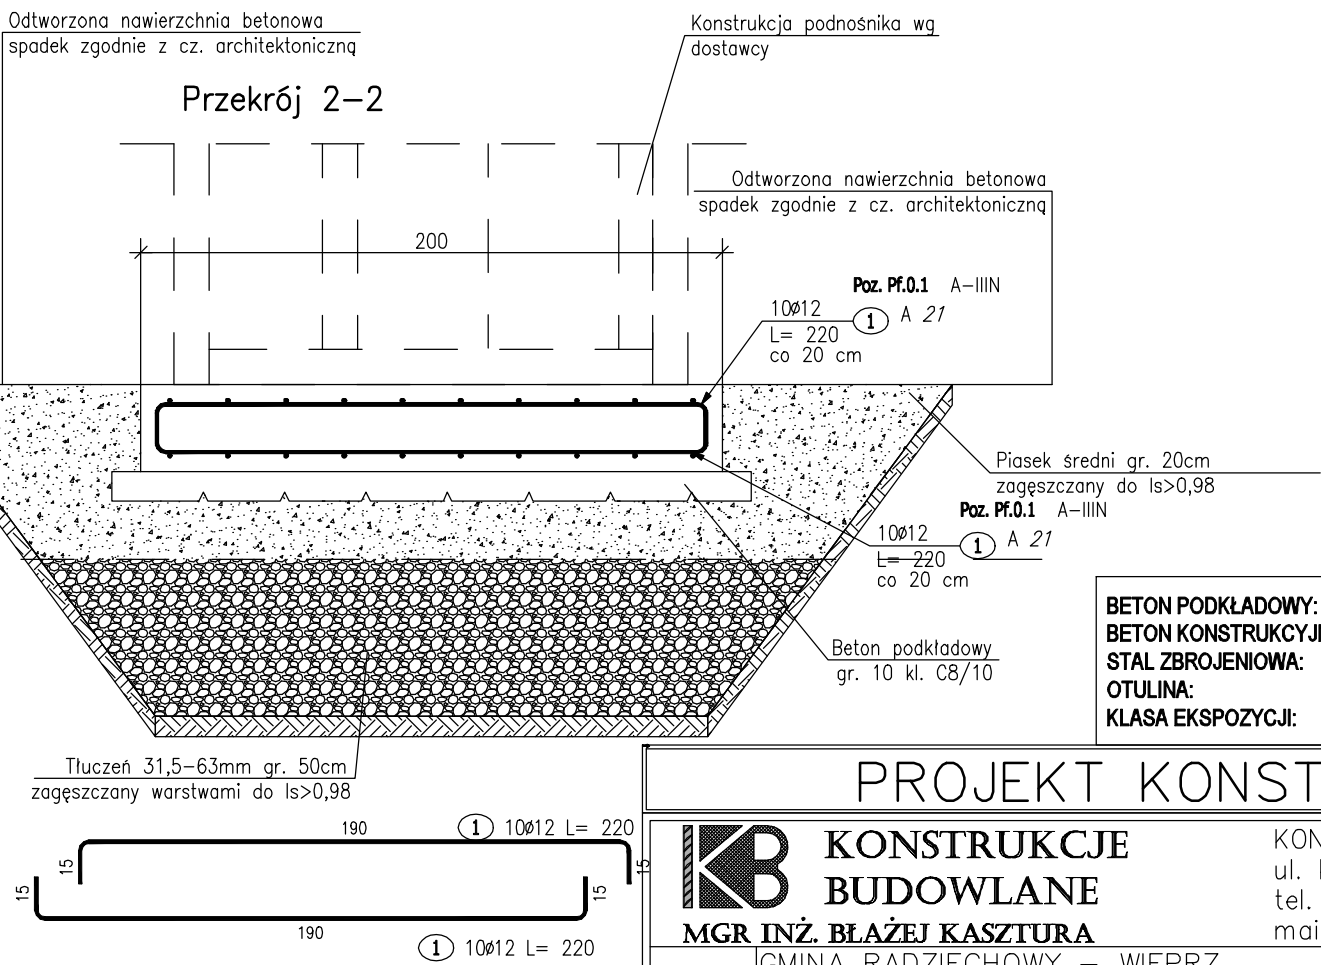 Odtworzona nawierzchnia betonowa
spadek zgodnie z cz. architektoniczną
Konstrukcja podnośnika wg
dostawcy
Przekrój 2-2
Odtworzona nawierzchnia betonowa
spadek zgodnie z cz. architektoniczną
200
Poz. Pf.0.1 A-IIIN
10ø12
1 A 21
L= 220
co 20 cm
Piasek średni gr. 20cm
zagęszczany do Is>0,98
Poz. Pf.0.1 A-IIIN
10ø12
1 A 21
L= 220
co 20 cm
BETON PODKŁADOWY:
BETON KONSTRUKCYJ
STAL ZBROJENIOWA:
OTULINA:
KLASA EKSPOZYCJI:
Beton podkładowy
gr. 10 kl. C8/10
Tłuczeń 31,5-63mm gr. 50cm
zagęszczany warstwami do Is>0,98
190
1 10ø12 L= 220
15
15
15
15
190
1 10ø12 L= 220
PROJEKT KONST
KB
KONSTRUKCJE
BUDOWLANE
MGR INŻ. BŁAŻEJ KASZTURA
KON
ul.
tel.
mai
GMINA RADZIECHOWY - WIEPRZ